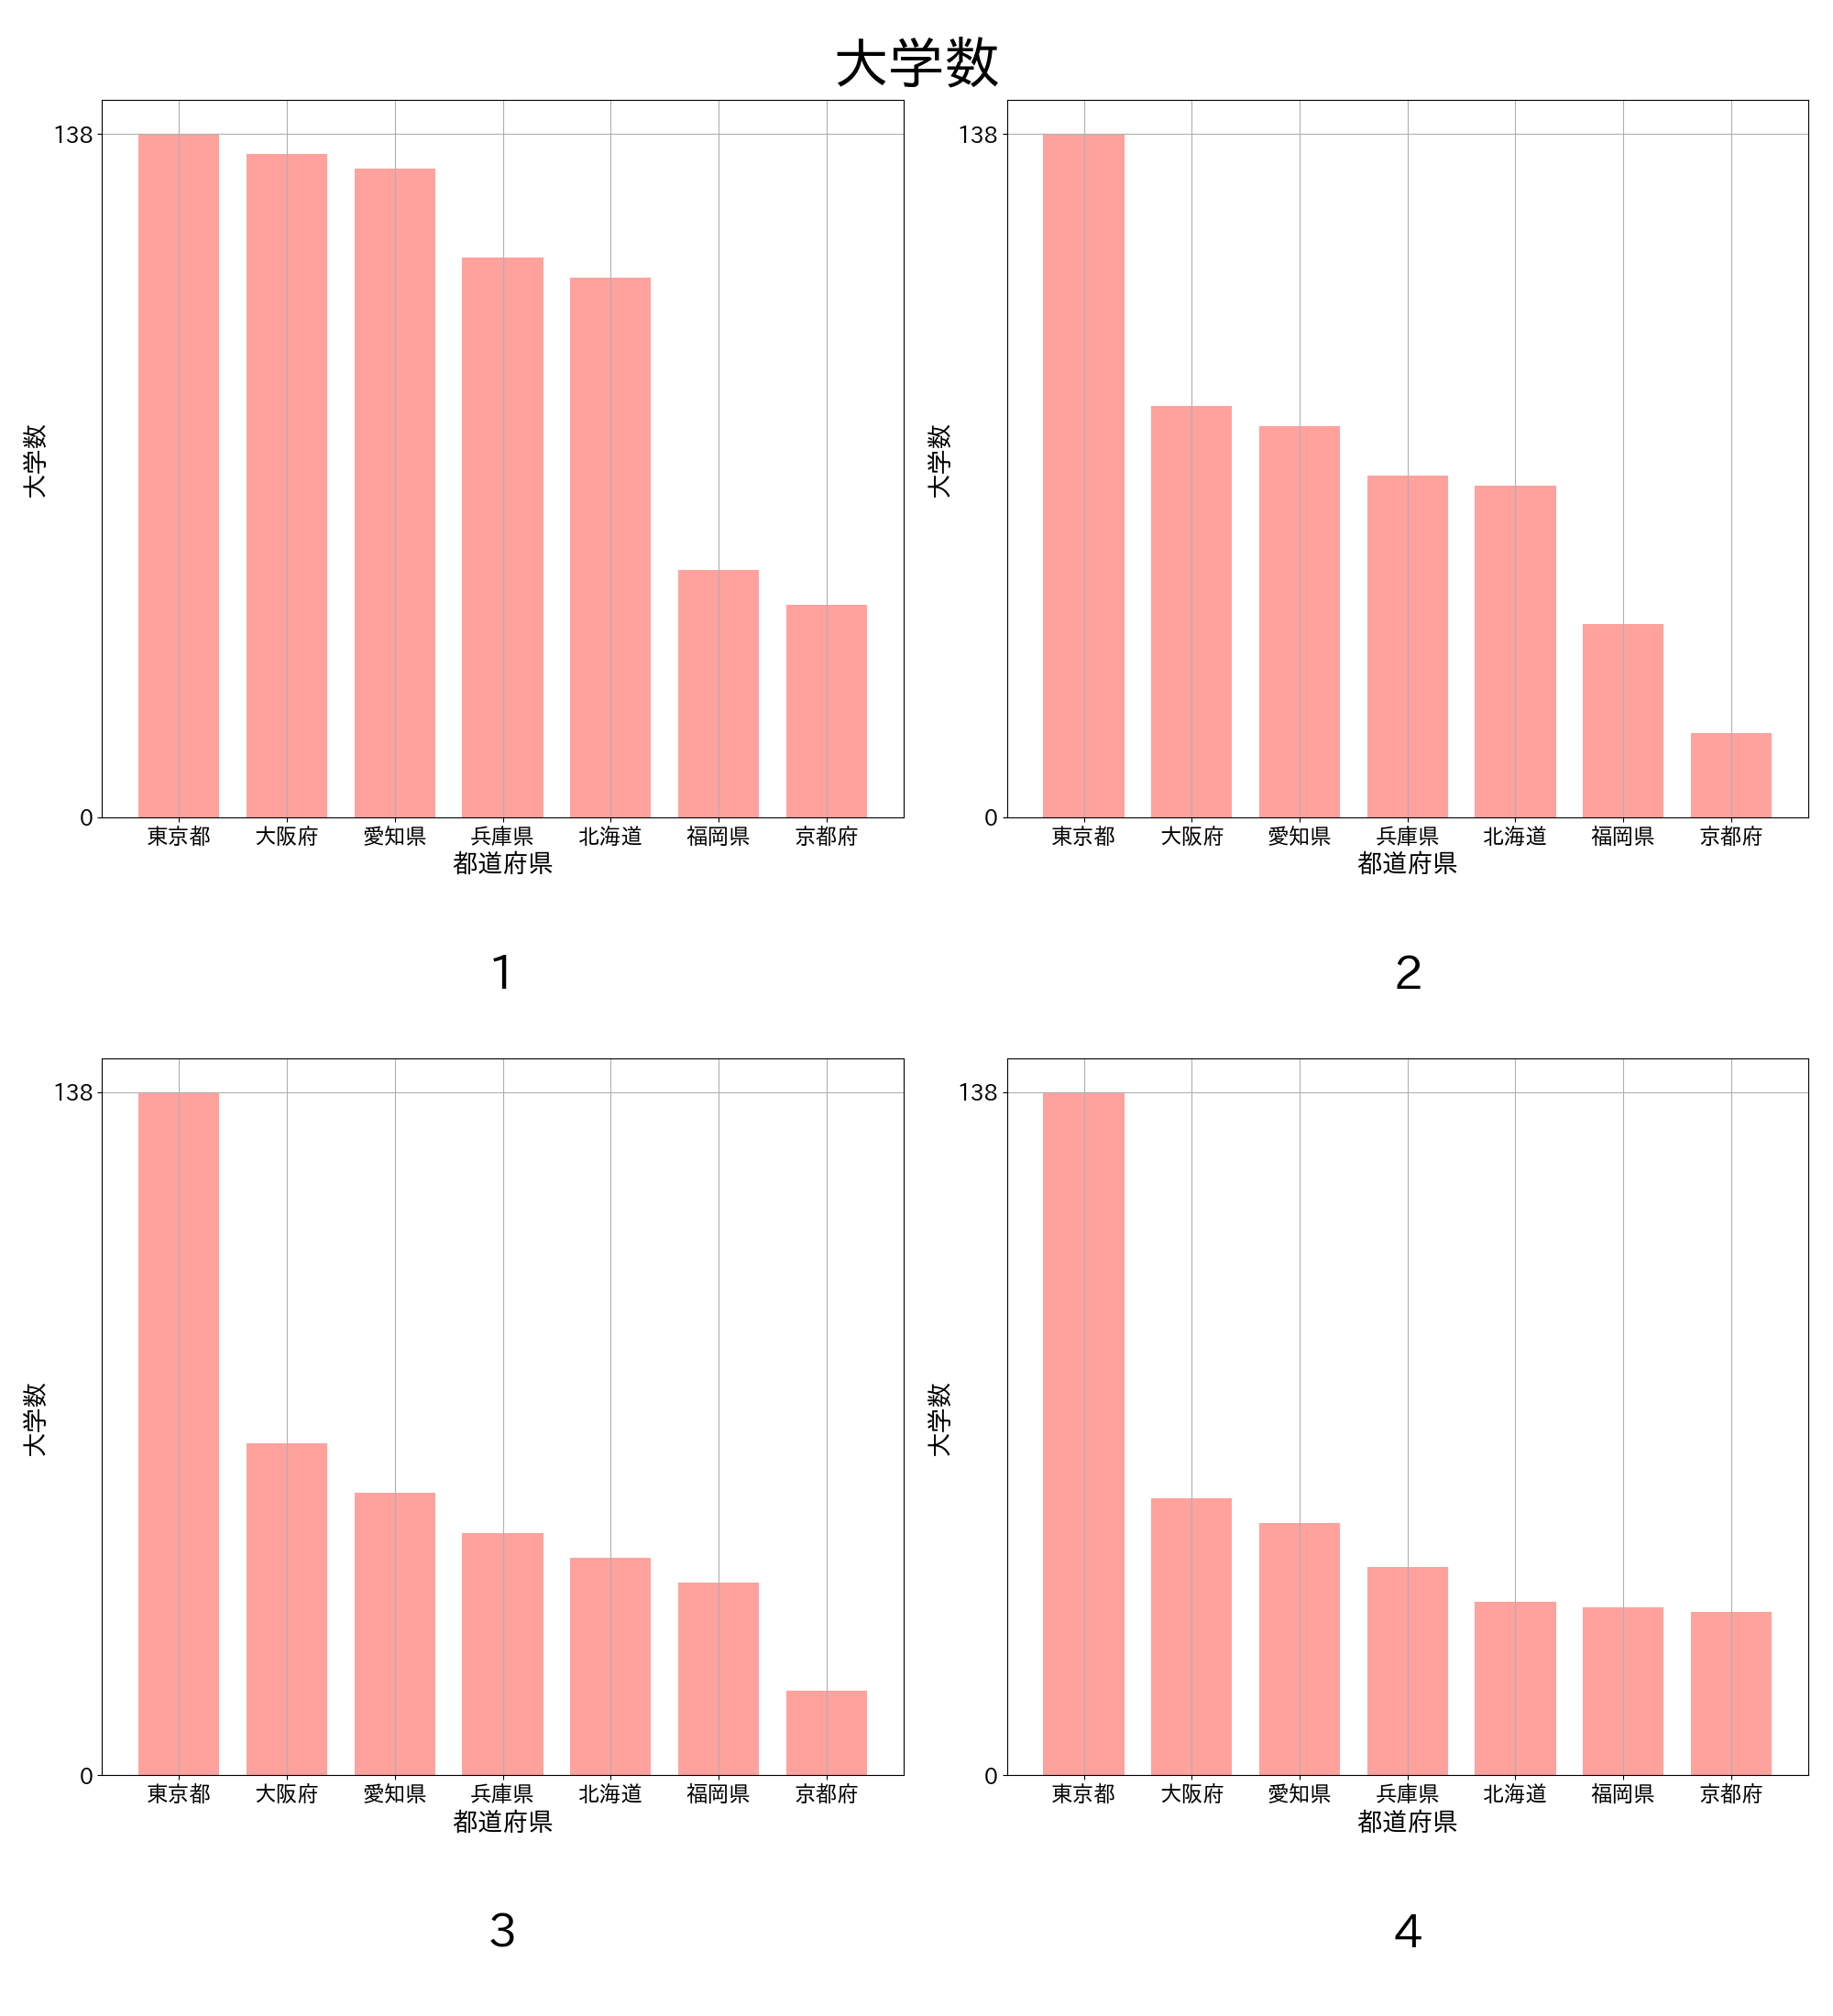 大学数
138
0
大学数
東京都 大阪府 愛知県 兵庫県 北海道 福岡県 京都府
都道府県
1
138
0
大学数
東京都 大阪府 愛知県 兵庫県 北海道 福岡県 京都府
都道府県
2
138
0
大学数
東京都 大阪府 愛知県 兵庫県 北海道 福岡県 京都府
都道府県
3
138
0
大学数
東京都 大阪府 愛知県 兵庫県 北海道 福岡県 京都府
都道府県
4